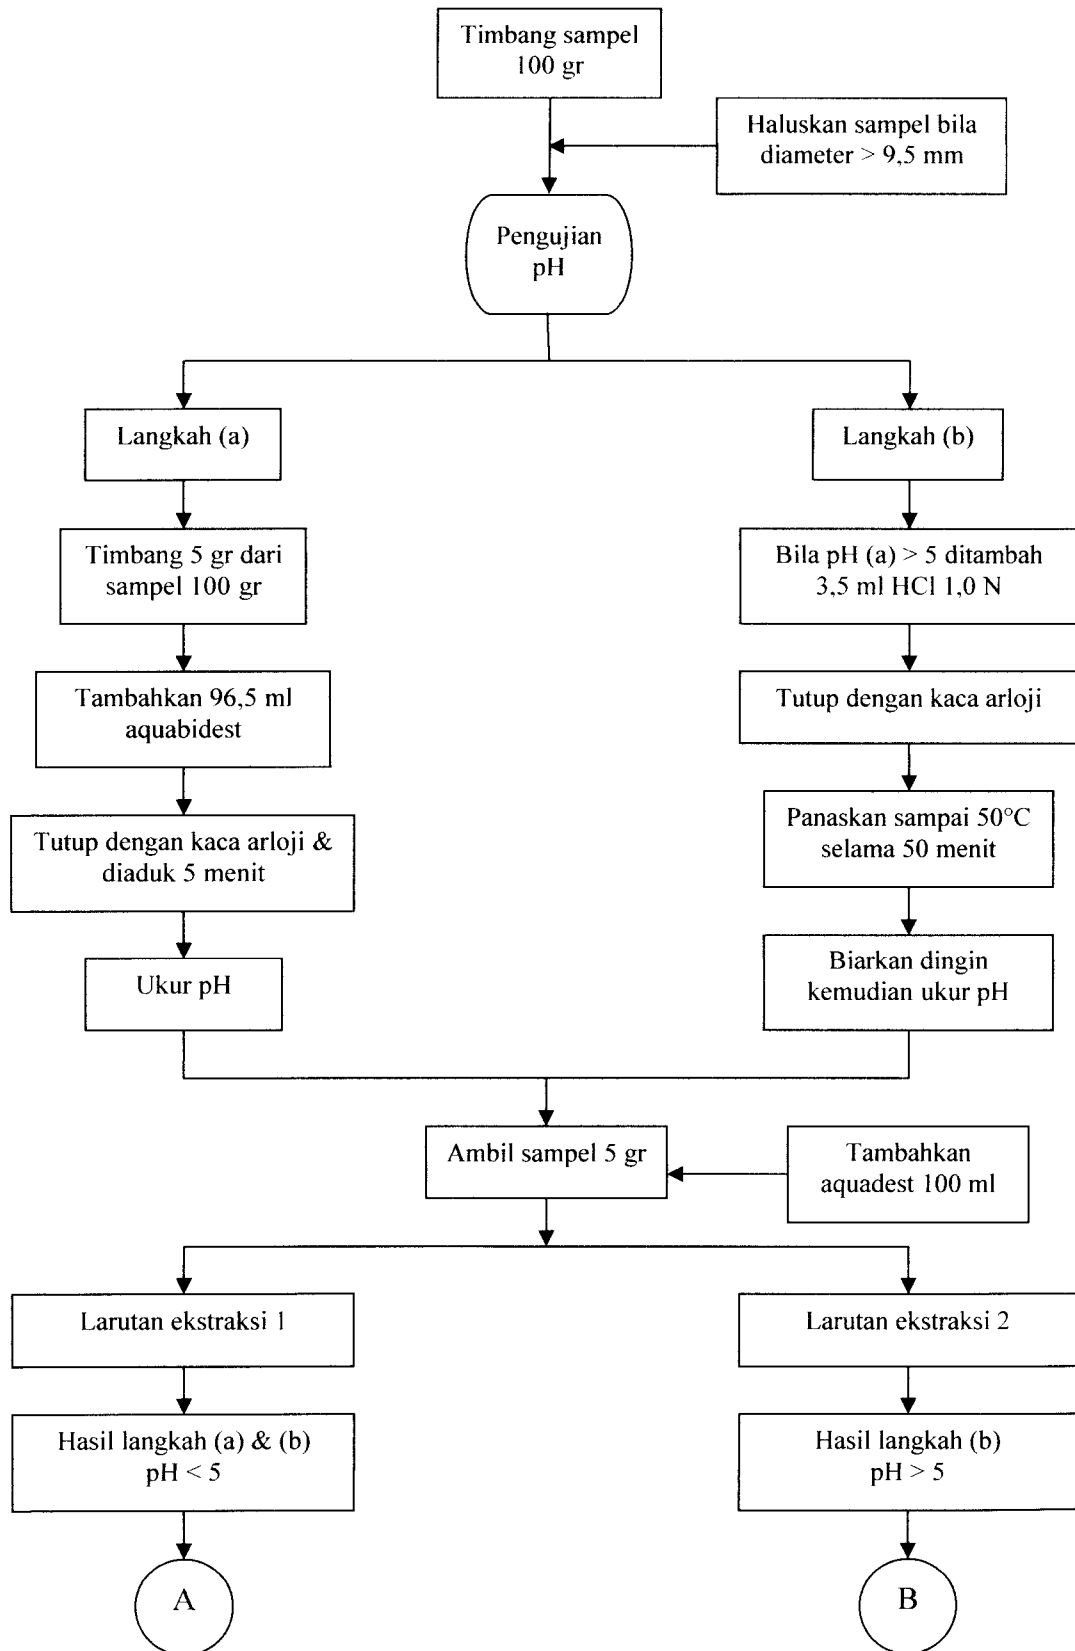 Timbang sampel
100 gr
Haluskan sampel bila
diameter > 9,5 mm
Pengujian
pH
Langkah (a)
Langkah (b)
Timbang 5 gr dari
sampel 100 gr
Bila pH (a) > 5 ditambah
3,5 ml HCl 1,0 N
Tambahkan 96,5 ml
aquabidest
Tutup dengan kaca arloji
Tutup dengan kaca arloji &
diaduk 5 menit
Panaskan sampai 50°C
selama 50 menit
Ukur pH
Biarkan dingin
kemudian ukur pH
Ambil sampel 5 gr
Tambahkan
aquadest 100 ml
Larutan ekstraksi 1
Larutan ekstraksi 2
Hasil langkah (a) & (b)
pH < 5
Hasil langkah (b)
pH > 5
A
B